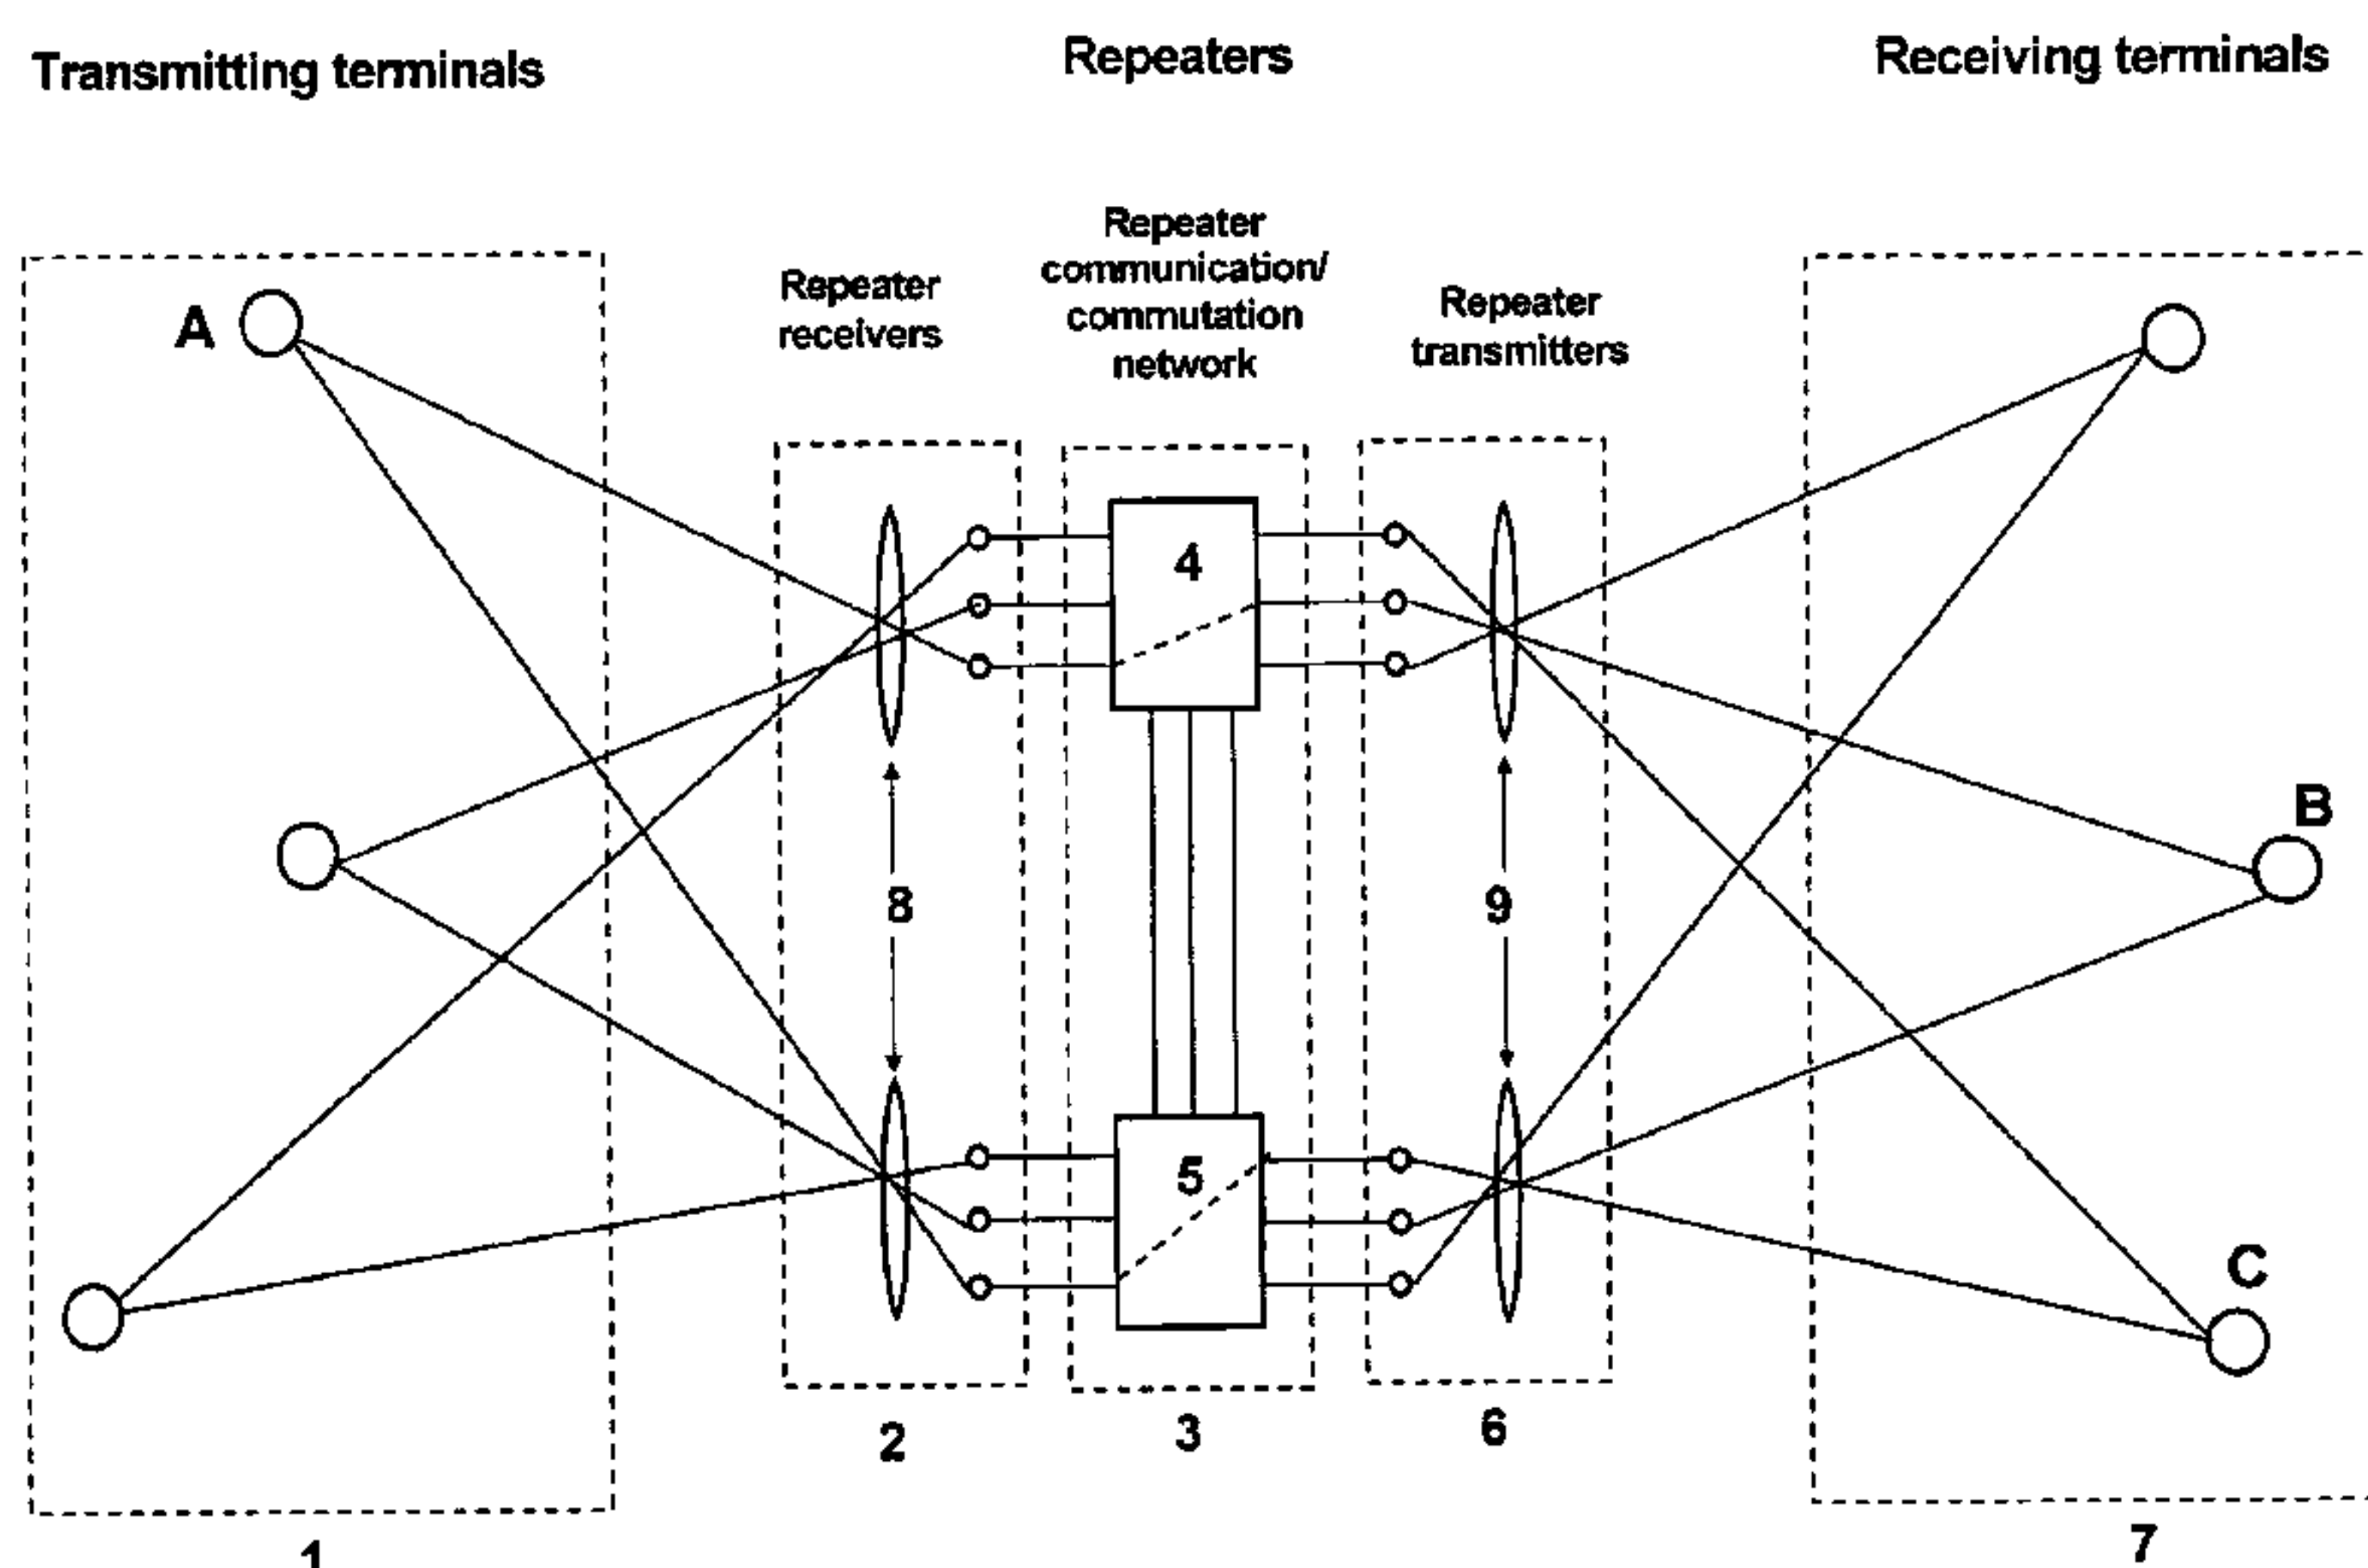 Transmitting terminals
Repeaters
Receiving terminals
Repeater
receivers
Repeater
communication/
commutation
network
Repeater
transmitters
A
4
B
8
9
5
C
2
3
6
1
7